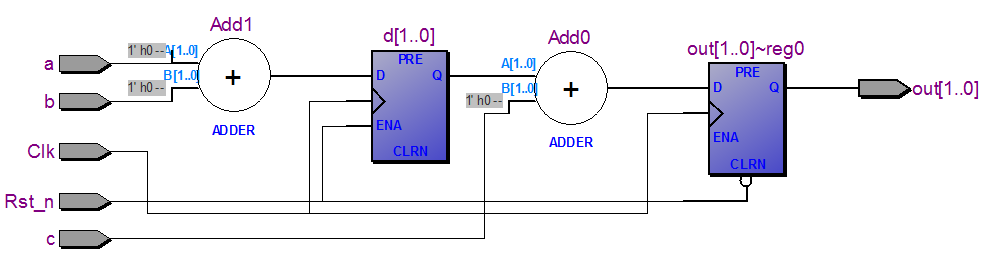 Add1
d[1..0]
Add0
out[1..0]~reg0
1' h0 --
A[1..0]
B[1..0]
1' h0 --
+
ADDER
PRE
D
Q
ENA
CLRN
A[1..0]
B[1..0]
1' h0 --
+
ADDER
PRE
D
Q
ENA
CLRN
out[1..0]
a
b
Clk
Rst_n
c